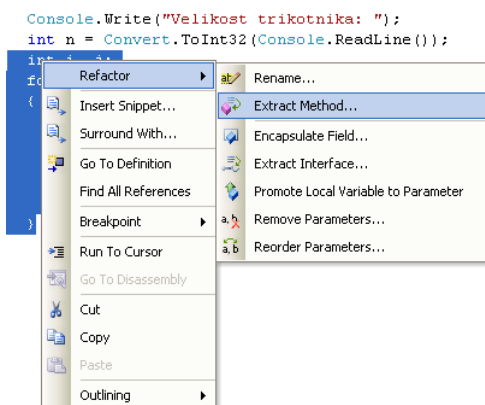 Console.Write("Velikost trikotnika: ");
int n = Convert.ToInt32(Console.ReadLine());
int i, j;
fo
{
}
Refactor
Insert Snippet...
Surround With...
Go To Definition
Find All References
Breakpoint
Run To Cursor
Go To Disassembly
Cut
Copy
Paste
Outlining
Rename...
Extract Method...
Encapsulate Field...
Extract Interface...
Promote Local Variable to Parameter
Remove Parameters...
Reorder Parameters...